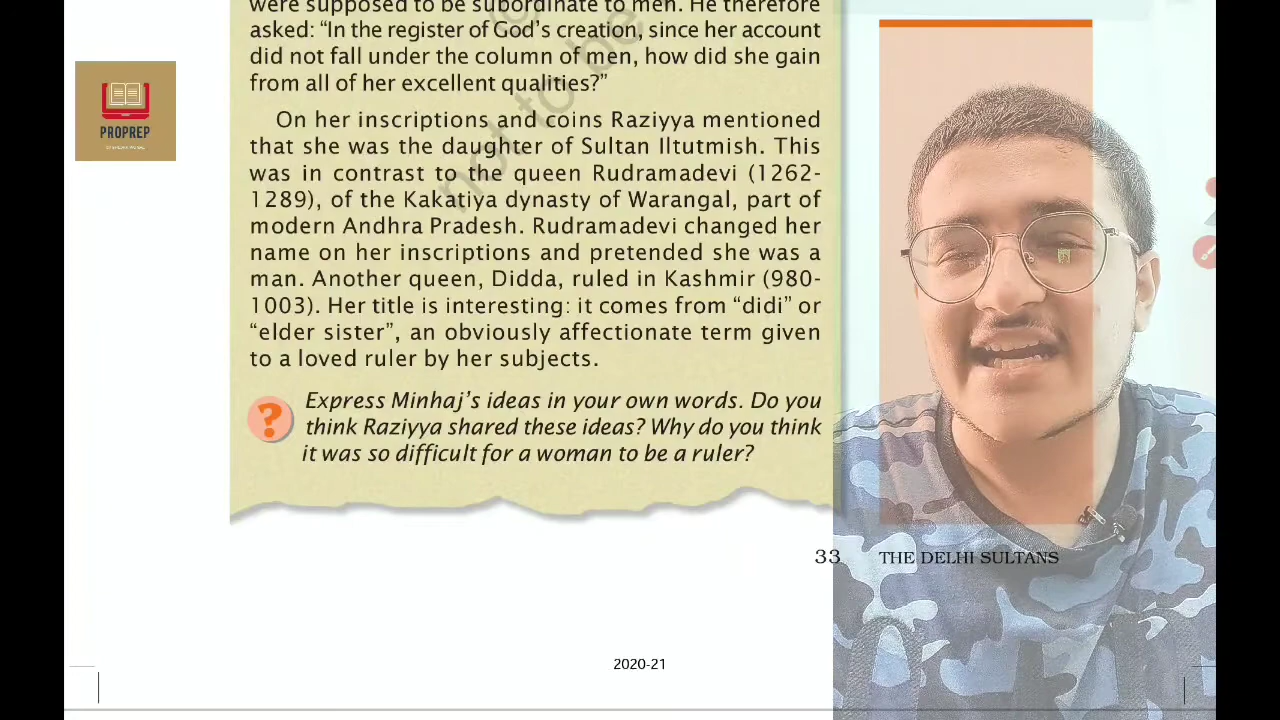 were supposed to be subordinate to men. He therefore
asked: “In the register of God’s creation, since her account
did not fall under the column of men, how did she gain
from all of her excellent qualities?”
On her inscriptions and coins Raziyya mentioned
that she was the daughter of Sultan Iltutmish. This
was in contrast to the queen Rudramadevi (1262-
1289), of the Kakatiya dynasty of Warangal, part of
modern Andhra Pradesh. Rudramadevi changed her
name on her inscriptions and pretended she was a
man. Another queen, Didda, ruled in Kashmir (980-
1003). Her title is interesting: it comes from “didi” or
“elder sister”, an obviously affectionate term given
to a loved ruler by her subjects.
?
Express Minhaj’s ideas in your own words. Do you
think Raziyya shared these ideas? Why do you think
it was so difficult for a woman to be a ruler?
33 THE DELHI SULTANS
2020-21
PROPREP
not to be